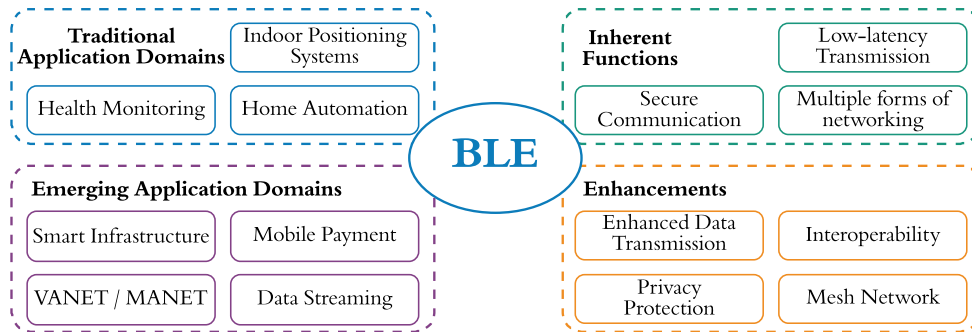 Traditional
Application Domains
Indoor Positioning
Systems
Health Monitoring
Home Automation
Inherent
Functions
Low-latency
Transmission
Secure
Communication
Multiple forms of
networking
BLE
Emerging Application Domains
Smart Infrastructure
Mobile Payment
VANET / MANET
Data Streaming
Enhancements
Enhanced Data
Transmission
Interoperability
Privacy
Protection
Mesh Network